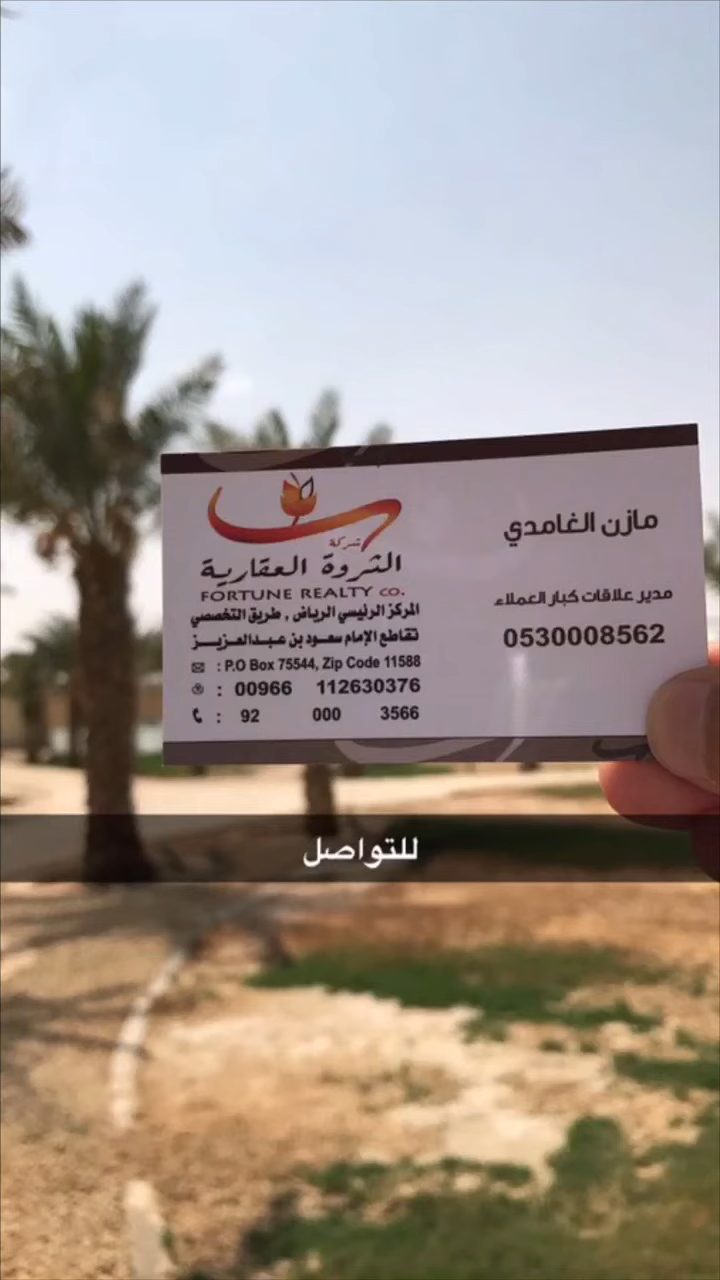 شركة
الثروة العقارية
FORTUNE REALTY CO.
المركز الرئيسي الرياض , طريق التخصصي
تقاطع الإمام سعود بن عبدالعزيز
: P.O Box 75544, Zip Code 11588
: 00966 112630376
: 92 000 3566
مازن الغامدي
مدير علاقات كبار العملاء
0530008562
للتواصل